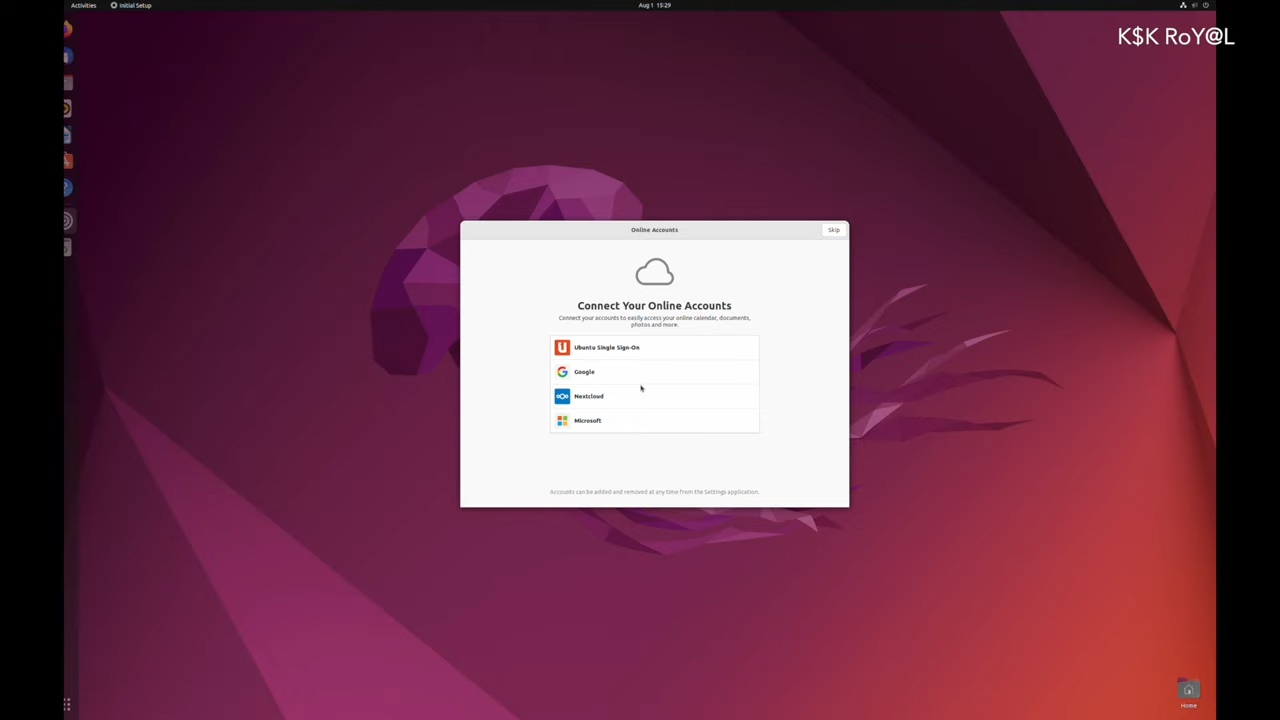 Activities
Initial Setup
Aug 1 15:29
K$K RoY@L
Online Accounts
Skip
Connect Your Online Accounts
Connect your accounts to easily access your online calendar, documents,
photos and more.
Ubuntu Single Sign-On
Google
Nextcloud
Microsoft
Accounts can be added and removed at any time from the Settings application.
Home